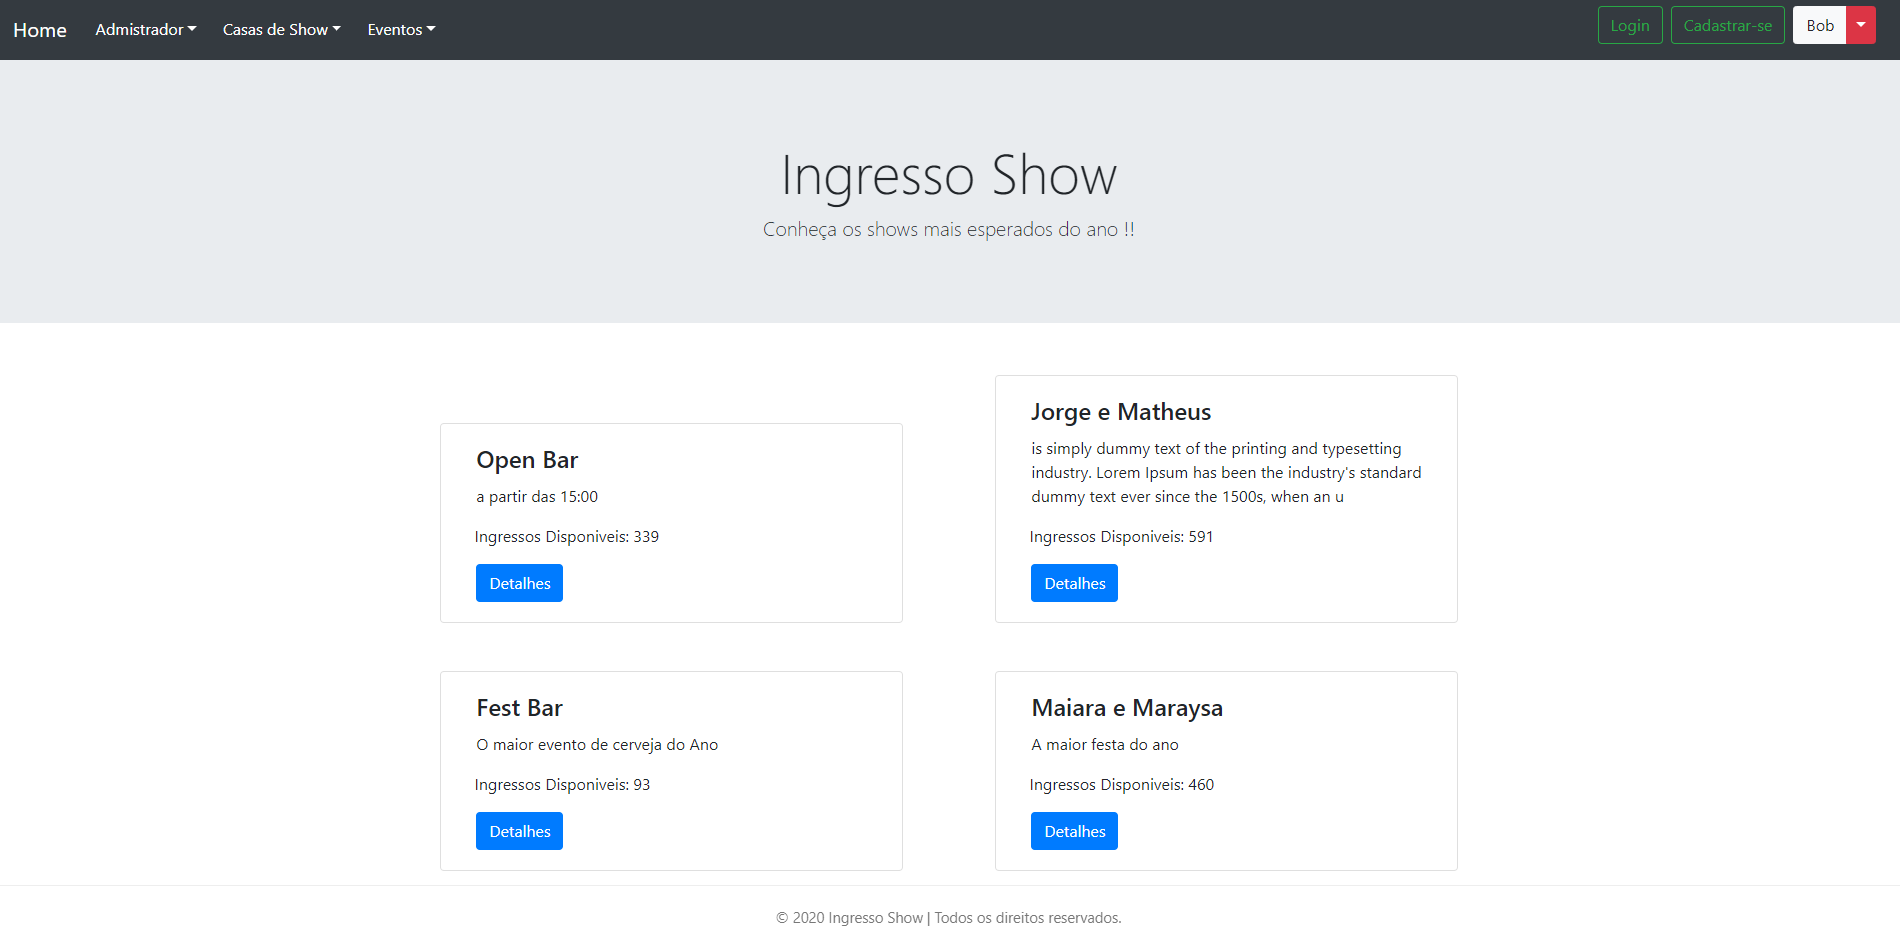 Home Admistrador Casas de Show Eventos Login Cadastrar-se Bob
Ingresso Show
Conheça os shows mais esperados do ano !!
Open Bar
a partir das 15:00
Ingressos Disponiveis: 339
Detalhes
Jorge e Matheus
is simply dummy text of the printing and typesetting
industry. Lorem Ipsum has been the industry's standard
dummy text ever since the 1500s, when an u
Ingressos Disponiveis: 591
Detalhes
Fest Bar
O maior evento de cerveja do Ano
Ingressos Disponiveis: 93
Detalhes
Maiara e Maraysa
A maior festa do ano
Ingressos Disponiveis: 460
Detalhes
© 2020 Ingresso Show | Todos os direitos reservados.